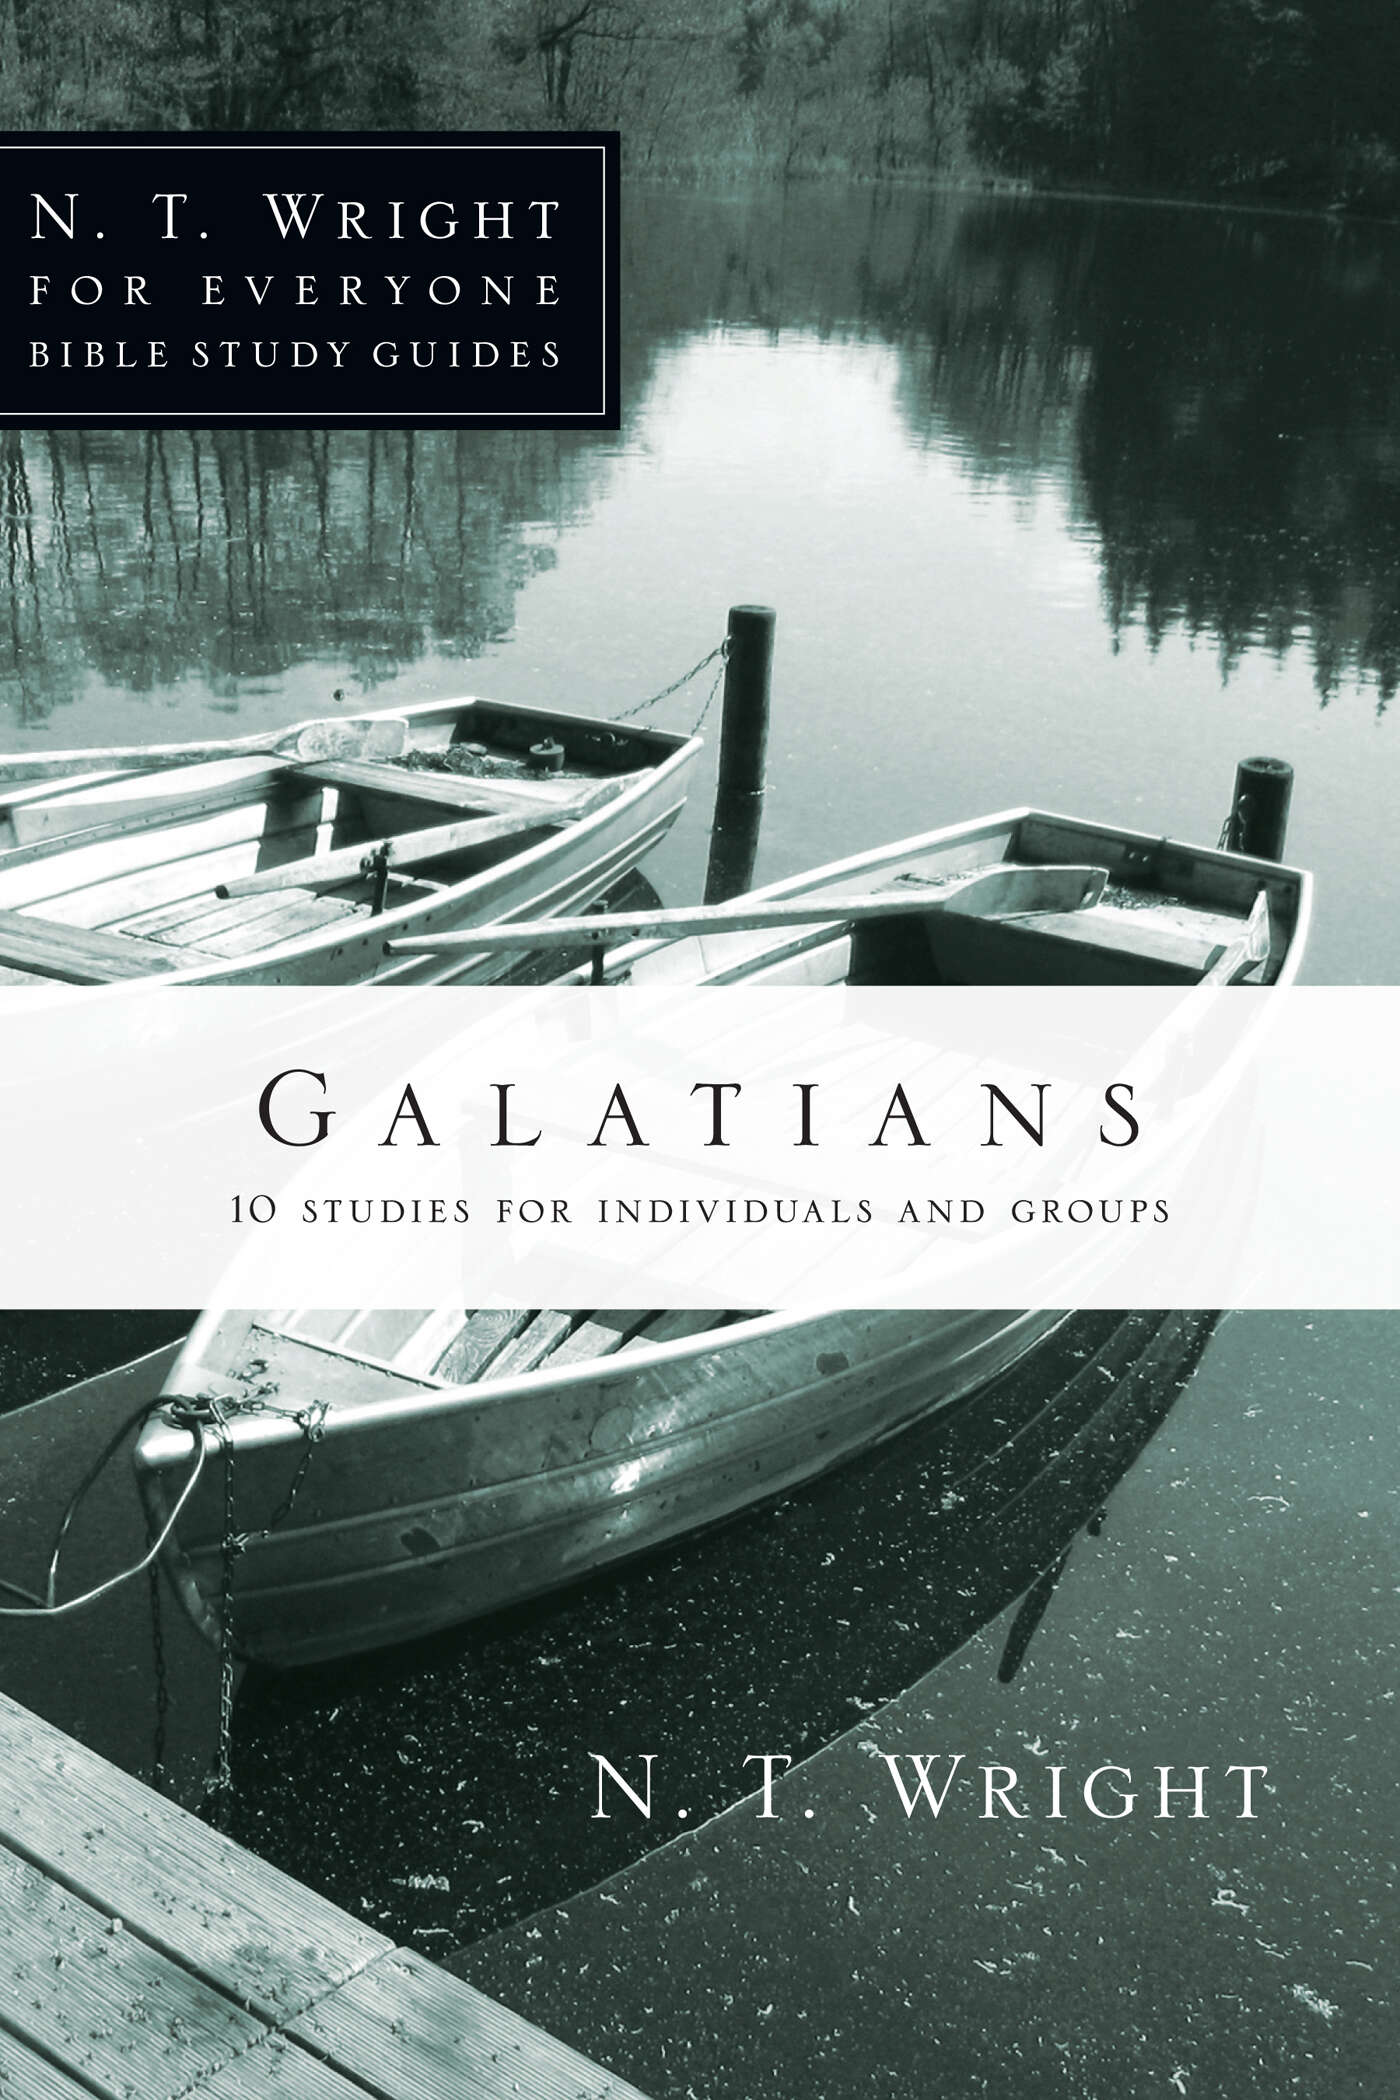 N. T. WRIGHT
FOR EVERYONE
BIBLE STUDY GUIDES
GALATIANS
10 STUDIES FOR INDIVIDUALS AND GROUPS
N. T. WRIGHT